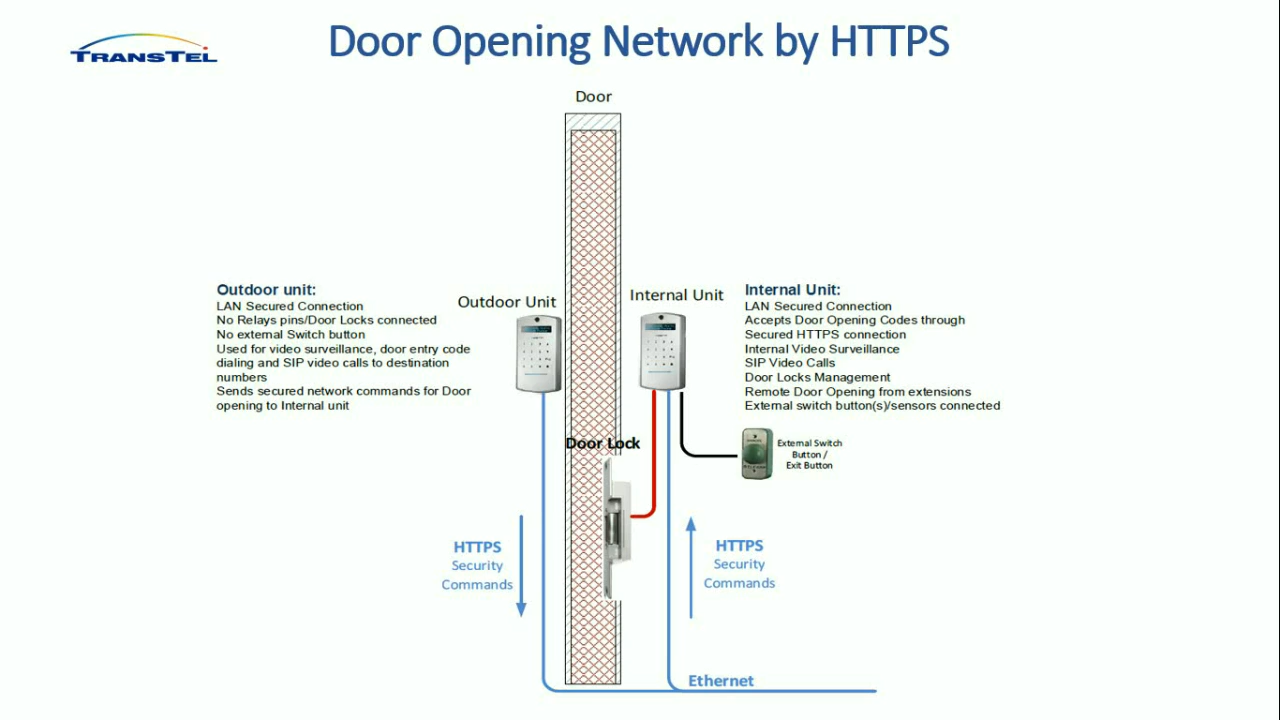 TRANSTEL
Door Opening Network by HTTPS
Door
Outdoor unit:
LAN Secured Connection
No Relays pins/Door Locks connected
No external Switch button
Used for video surveillance, door entry code
dialing and SIP video calls to destination
numbers
Sends secured network commands for Door
opening to Internal unit
Outdoor Unit
Internal Unit
Internal Unit:
LAN Secured Connection
Accepts Door Opening Codes through
Secured HTTPS connection
Internal Video Surveillance
SIP Video Calls
Door Locks Management
Remote Door Opening from extensions
External switch button(s)/sensors connected
Door Lock
External Switch
Button /
Exit Button
HTTPS
Security
Commands
HTTPS
Security
Commands
Ethernet